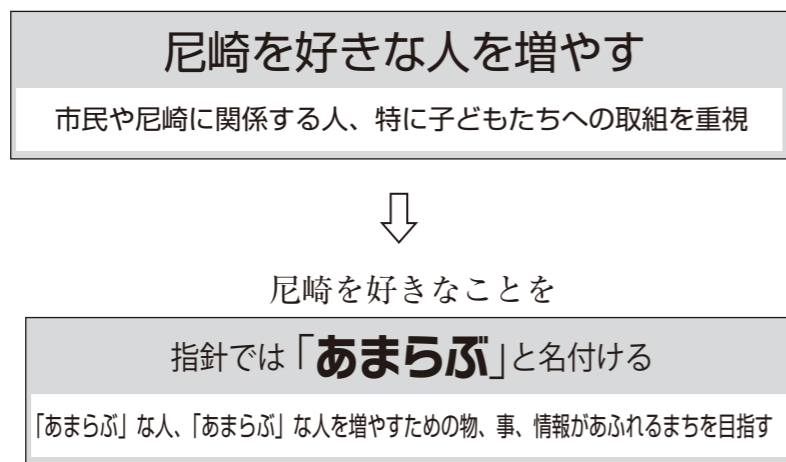 尼崎を好きな人を増やす
市民や尼崎に関係する人、特に子どもたちへの取組を重視
尼崎を好きなことを
指針では「あまらぶ」と名付ける
「あまらぶ」な人、「あまらぶ」な人を増やすための物、事、情報があふれるまちを目指す